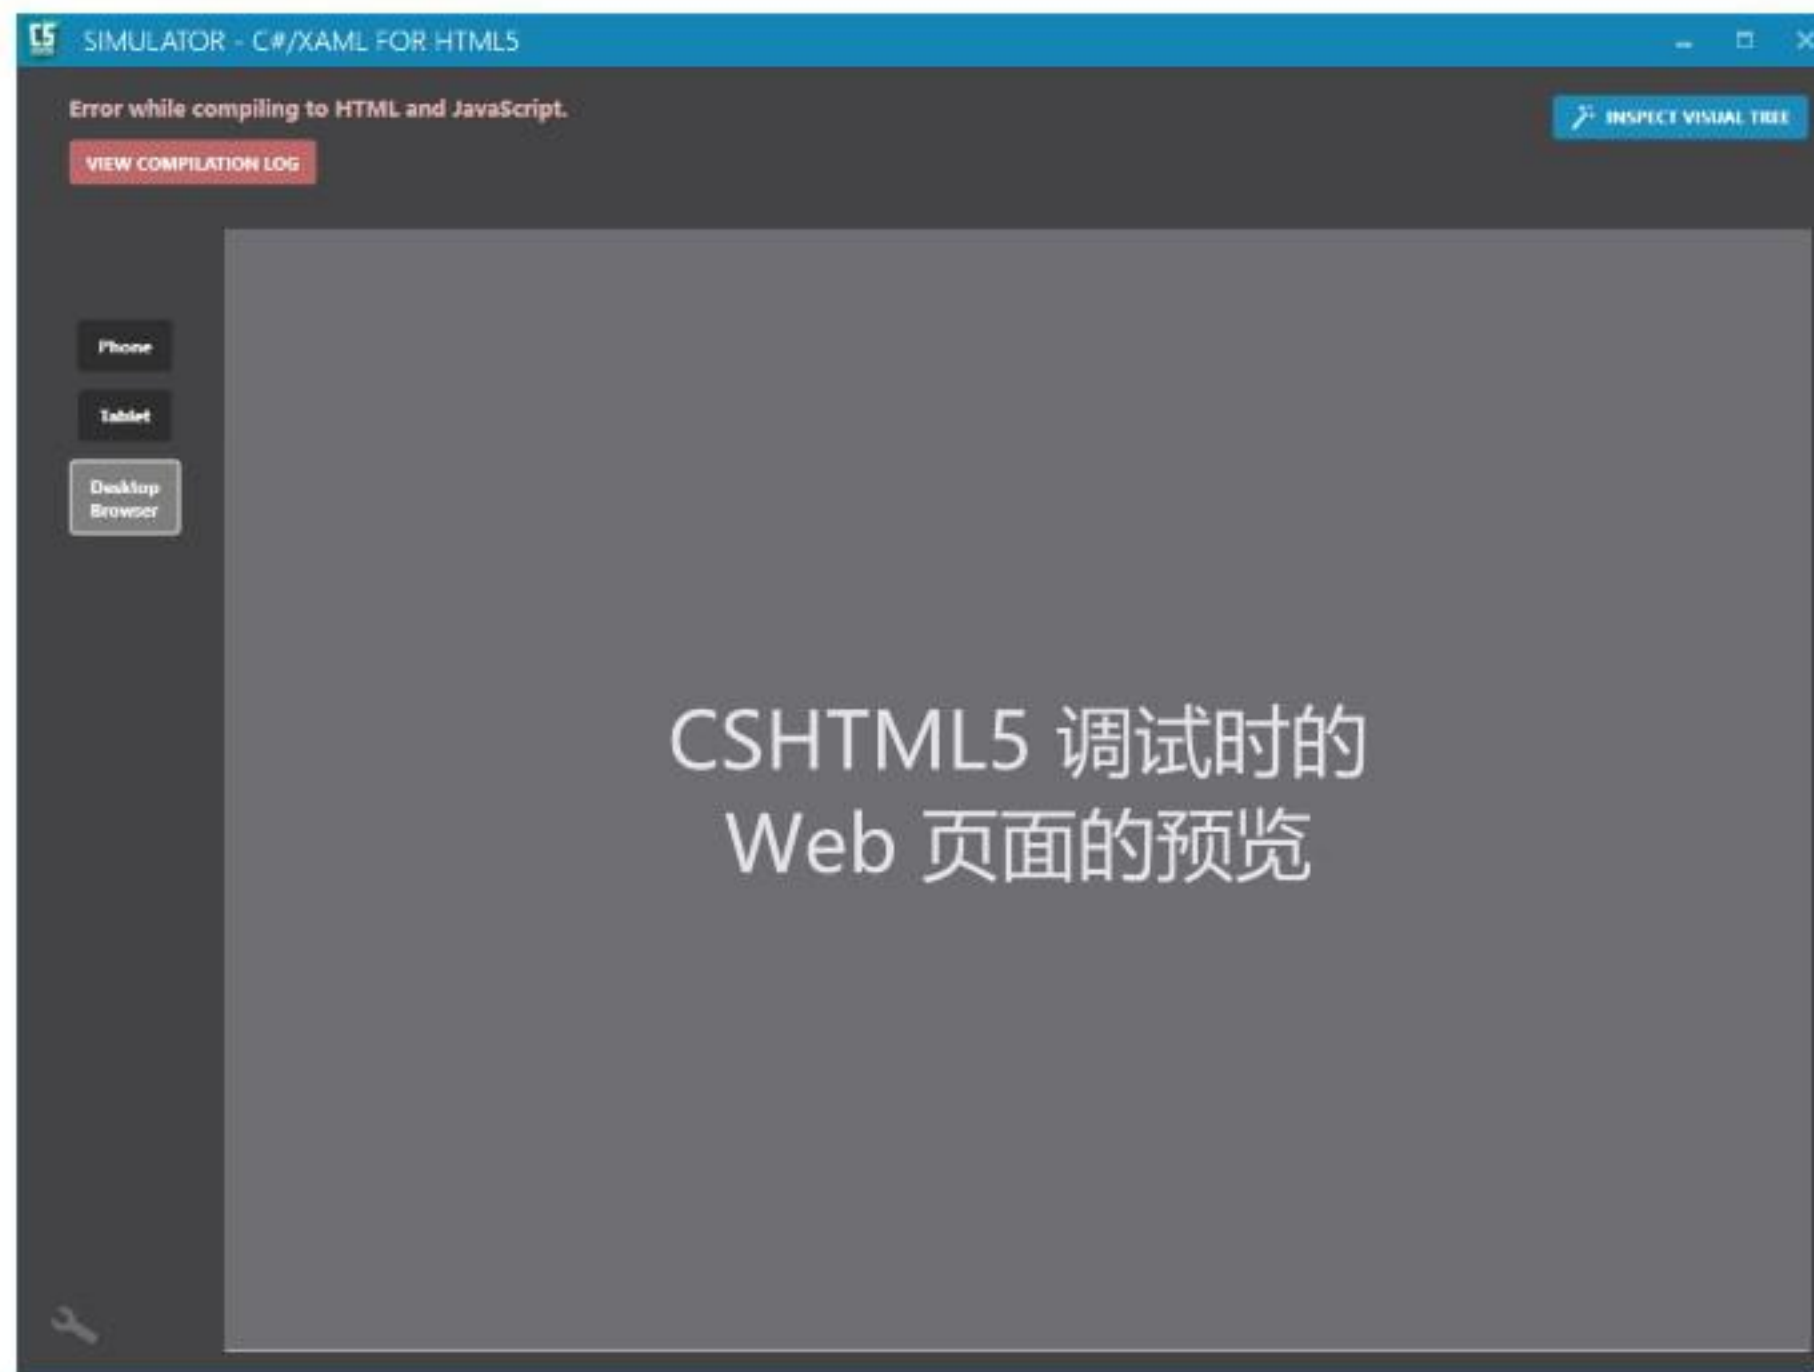 SIMULATOR - C#/XAML FOR HTML5
Error while compiling to HTML and JavaScript.
INSPECT VISUAL TREE
VIEW COMPILATION LOG
Phone
Tablet
Desktop
Browser
CSHTML5 调试时的
Web 页面的预览